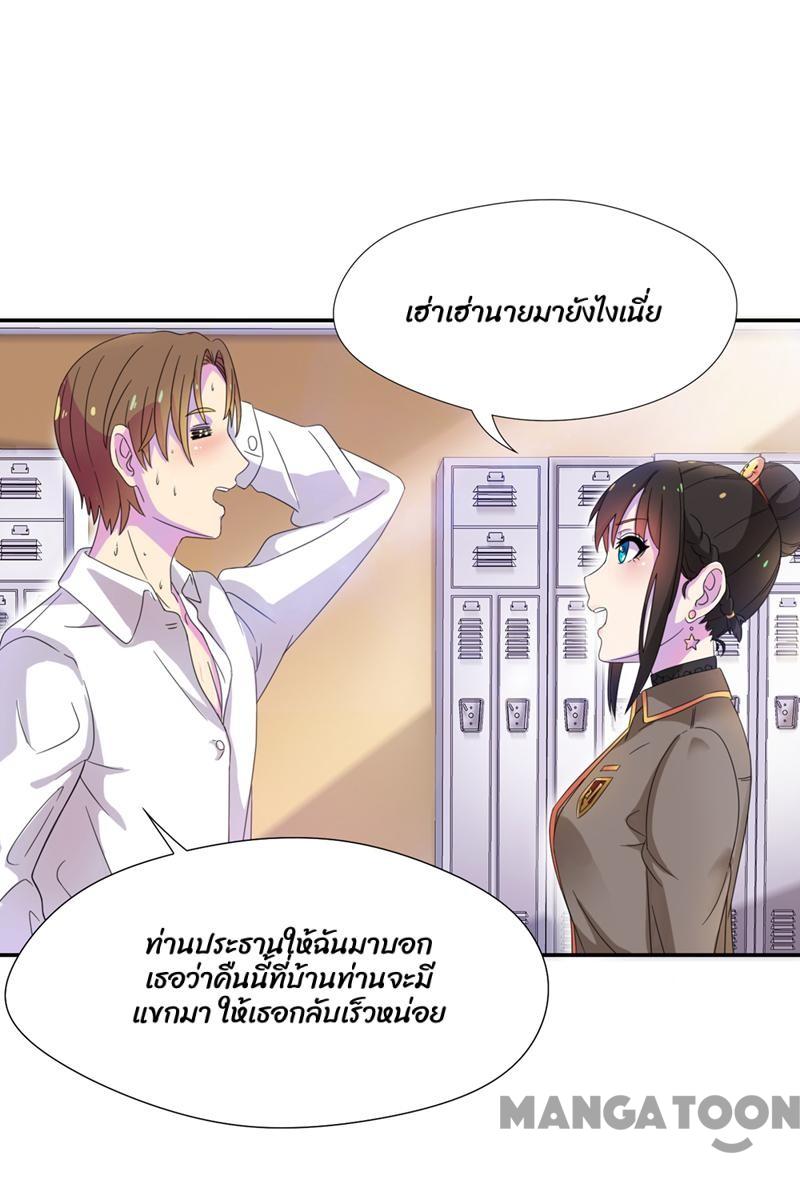 เฮ่าเฮ่านายมายังไงเนี่ย
ท่านประธานให้ฉันมาบอก
เธอว่าคืนนี้ที่บ้านท่านจะมี
แขกมา ให้เธอกลับเร็วหน่อย
MANGATOON